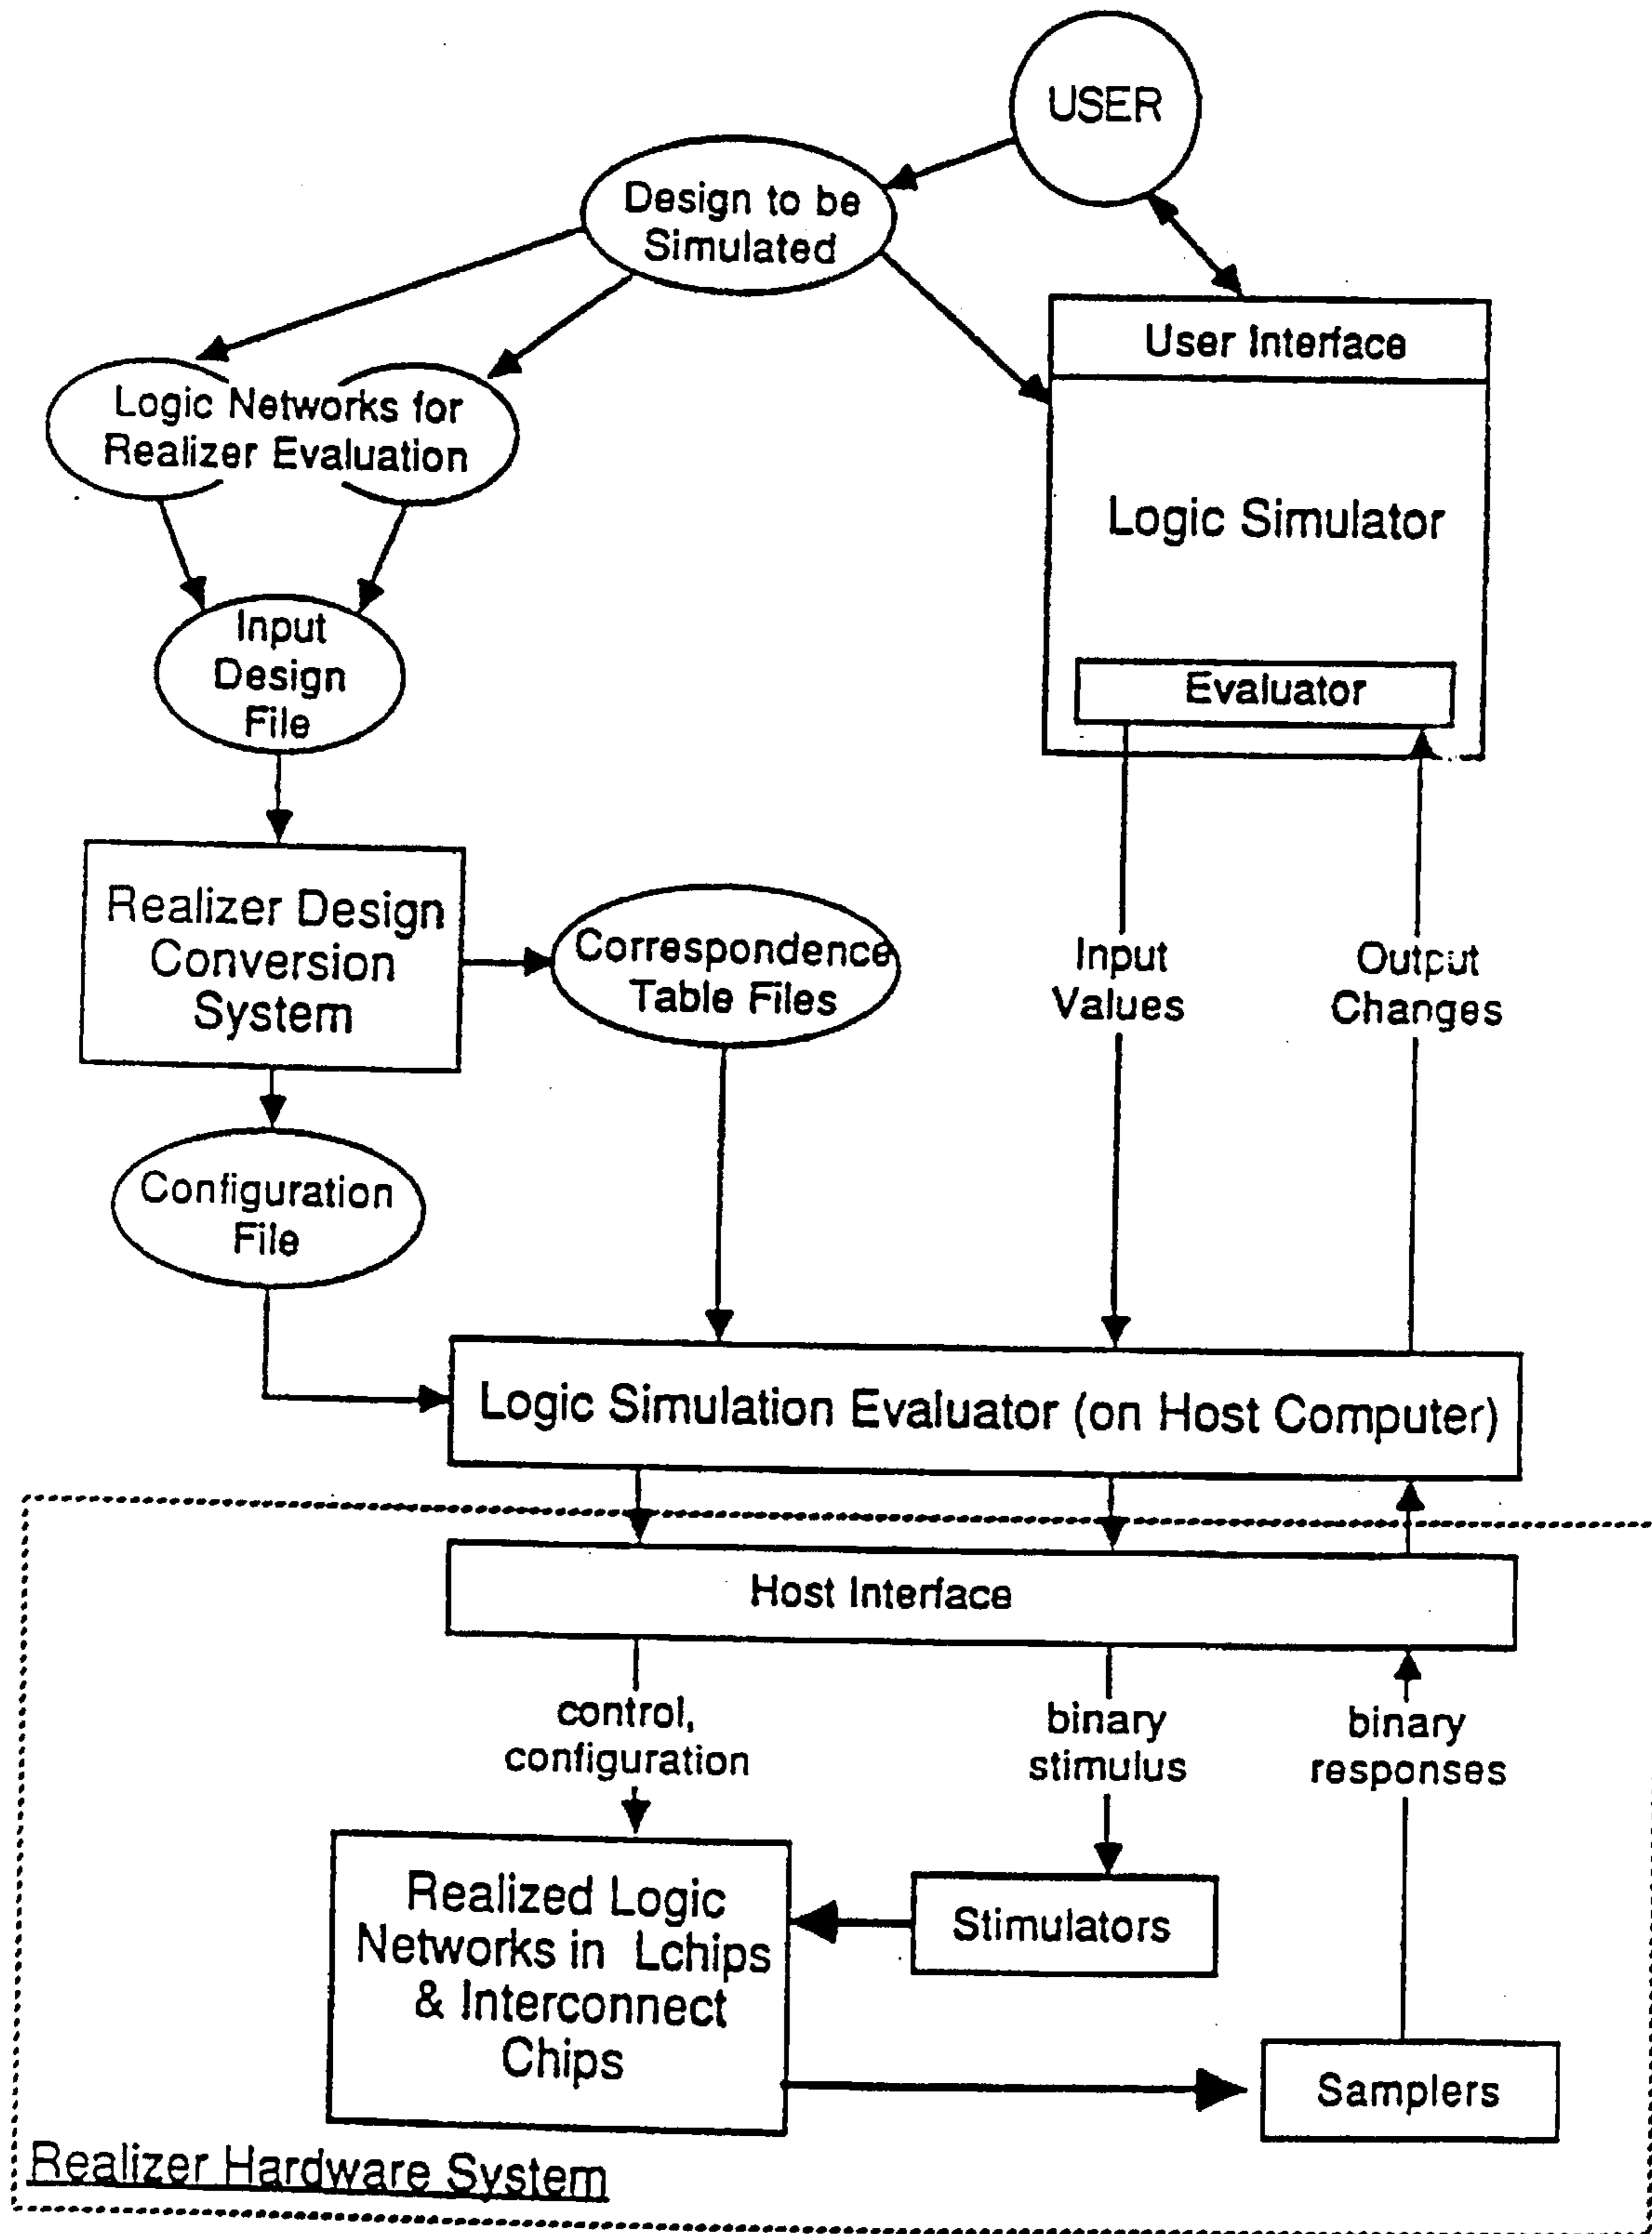 USER
Design to be
Simulated
User Interface
Logic Networks for
Realizer Evaluation
Logic Simulator
Input
Design
File
Evaluator
Realizer Design
Conversion
System
Correspondence
Table Files
Input
Values
Output
Changes
Configuration
File
Logic Simulation Evaluator (on Host Computer)
Host Interface
control,
configuration
binary
stimulus
binary
responses
Realized Logic
Networks in Lchips
& Interconnect
Chips
Stimulators
Samplers
Realizer Hardware System